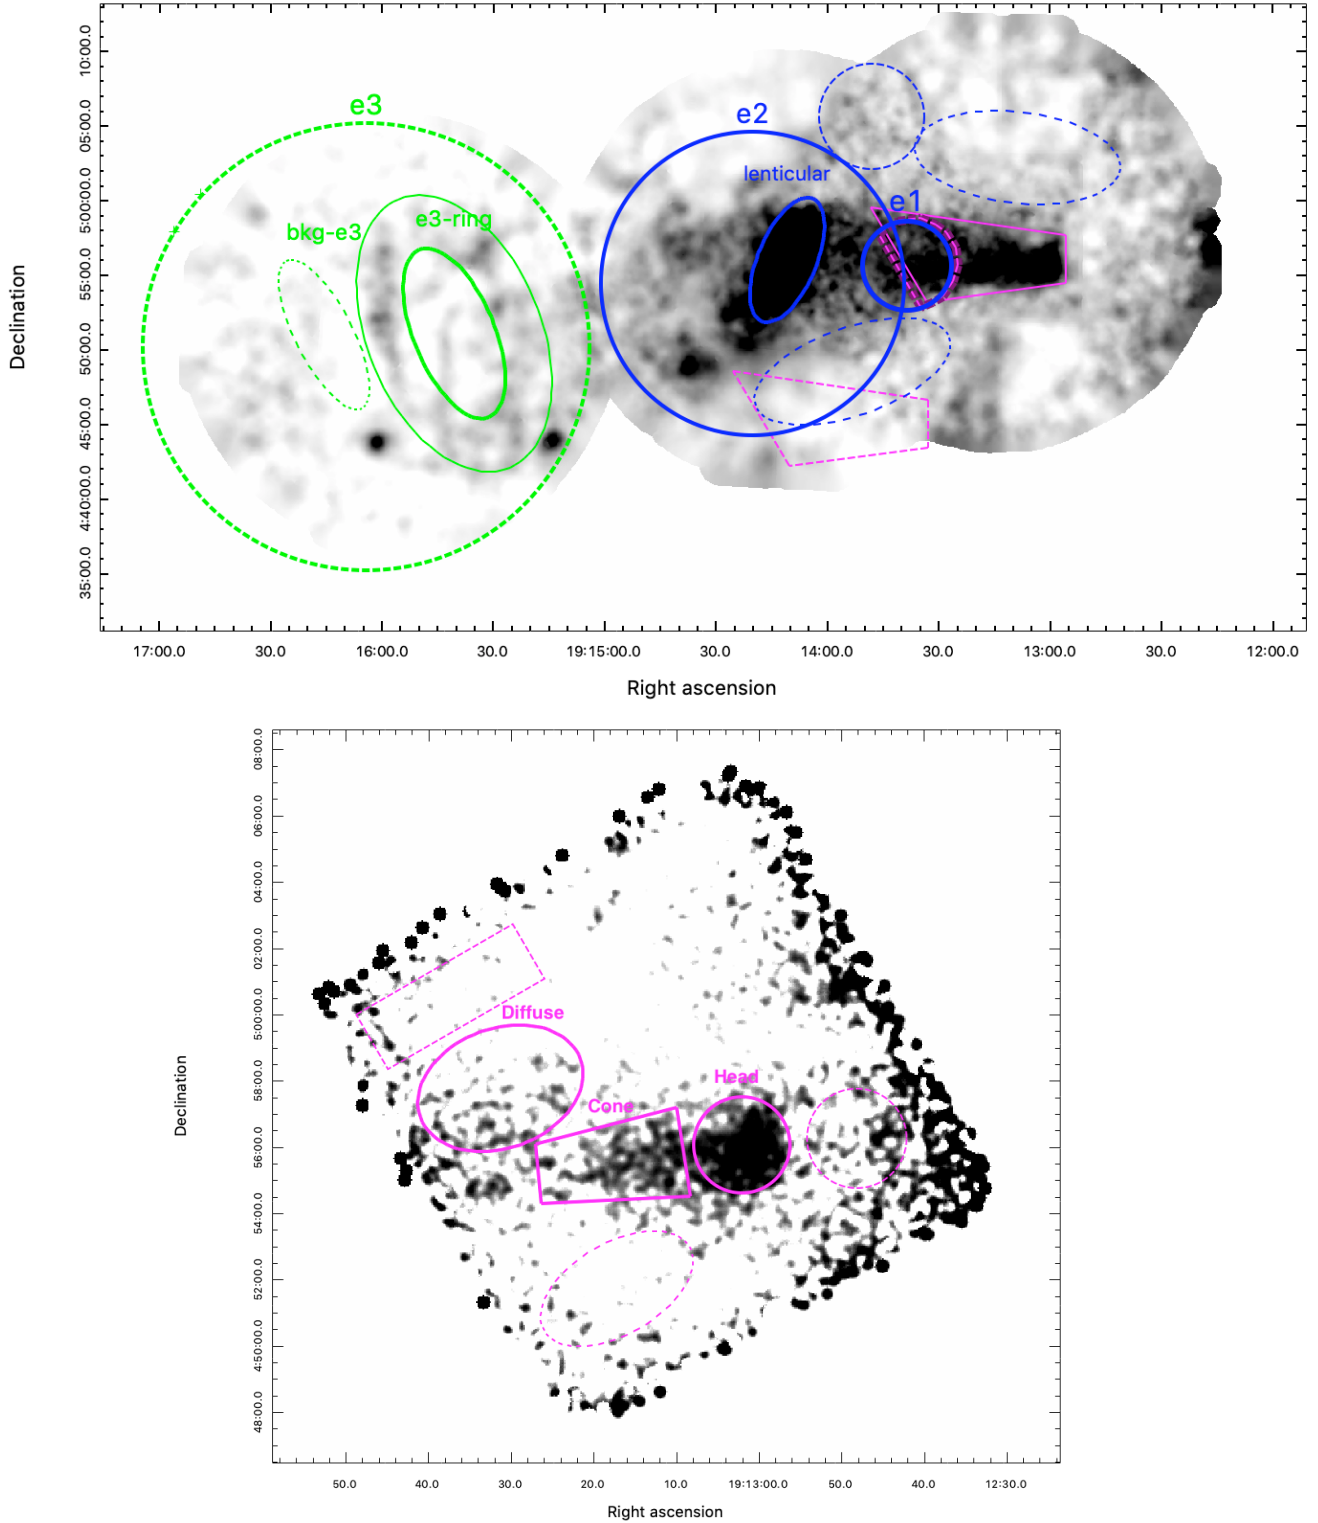 e3
e2
lenticular
e1
e3-ring
bkg-e3
10:00.0
05:00.0
5:00:00.0
55:00.0
50:00.0
45:00.0
4:40:00.0
35:00.0
Declination
17:00.0 30.0 16:00.0 30.0 19:15:00.0 30.0 14:00.0 30.0 13:00.0 30.0 12:00.0
Right ascension
08:00.0
06:00.0
04:00.0
02:00.0
5:00:00.0
58:00.0
56:00.0
54:00.0
52:00.0
4:50:00.0
48:00.0
Declination
Diffuse
Head
Cone
50.0 40.0 30.0 20.0 10.0 19:13:00.0 50.0 40.0 12:30.0
Right ascension